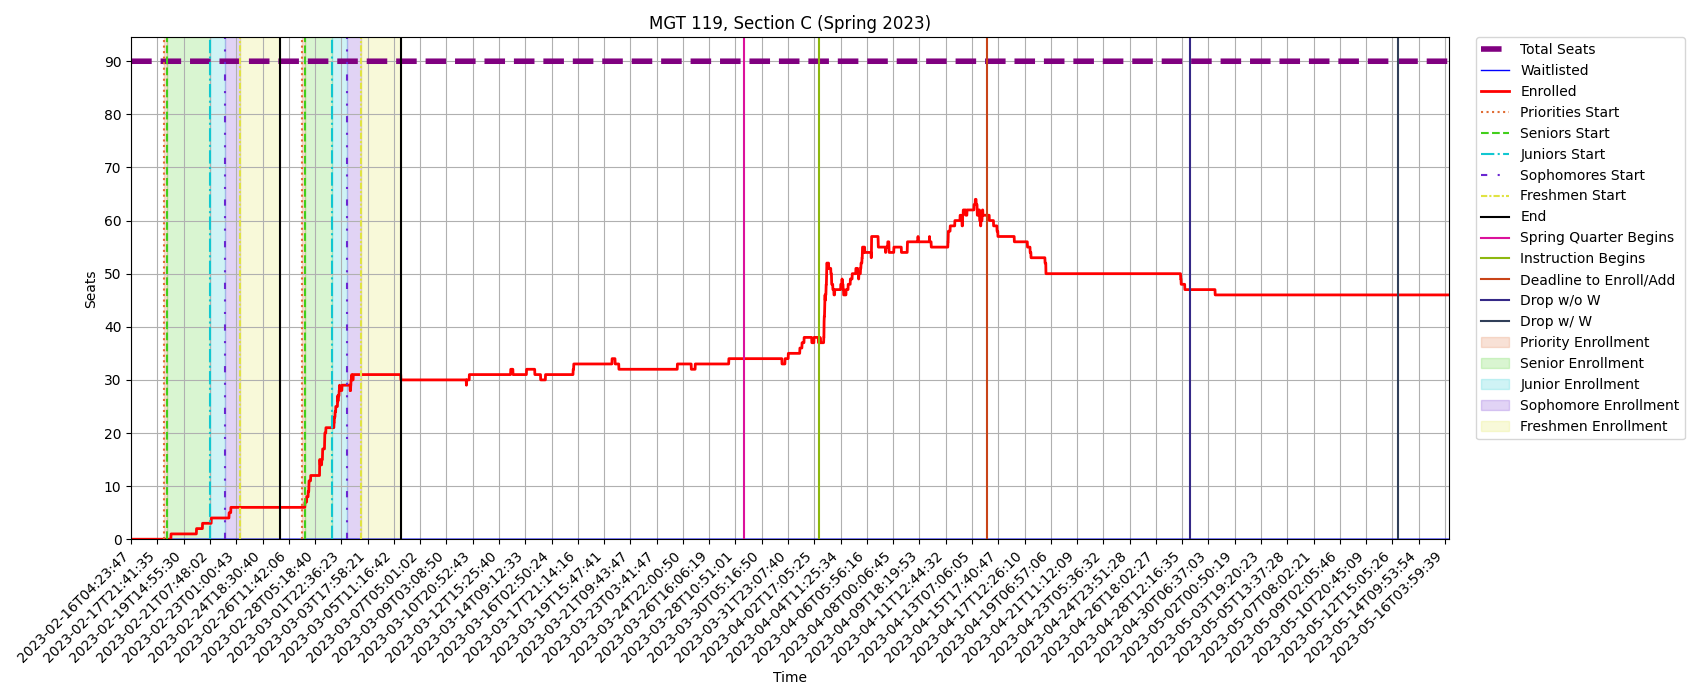 MGT 119, Section C (Spring 2023)
90
80
70
60
50
40
30
20
10
0
Seats
2023-02-16T04:23:47
2023-02-17T21:41:35
2023-02-19T14:55:30
2023-02-21T07:48:02
2023-02-23T01:00:43
2023-02-24T18:30:40
2023-02-26T11:42:06
2023-02-28T05:18:40
2023-03-01T22:36:23
2023-03-03T17:58:21
2023-03-05T11:16:42
2023-03-07T05:01:02
2023-03-09T03:08:50
2023-03-10T20:52:43
2023-03-12T15:25:40
2023-03-14T09:12:33
2023-03-16T02:50:24
2023-03-17T21:14:16
2023-03-19T15:47:41
2023-03-21T09:43:47
2023-03-23T03:41:47
2023-03-24T22:00:50
2023-03-26T16:06:19
2023-03-28T10:51:01
2023-03-30T05:16:50
2023-03-31T23:07:40
2023-04-02T17:05:25
2023-04-04T11:25:34
2023-04-06T05:56:16
2023-04-08T00:06:45
2023-04-09T18:19:53
2023-04-11T12:44:32
2023-04-13T07:06:05
2023-04-15T17:40:47
2023-04-17T12:26:10
2023-04-19T06:57:06
2023-04-21T11:12:09
2023-04-23T05:36:32
2023-04-24T23:51:28
2023-04-26T18:02:27
2023-04-28T12:16:35
2023-04-30T06:37:03
2023-05-02T00:50:19
2023-05-03T19:20:23
2023-05-05T13:37:28
2023-05-07T08:02:21
2023-05-09T02:05:46
2023-05-10T20:45:09
2023-05-12T15:05:26
2023-05-14T09:53:54
2023-05-16T03:59:39
Time
Total Seats
Waitlisted
Enrolled
Priorities Start
Seniors Start
Juniors Start
Sophomores Start
Freshmen Start
End
Spring Quarter Begins
Instruction Begins
Deadline to Enroll/Add
Drop w/o W
Drop w/ W
Priority Enrollment
Senior Enrollment
Junior Enrollment
Sophomore Enrollment
Freshmen Enrollment